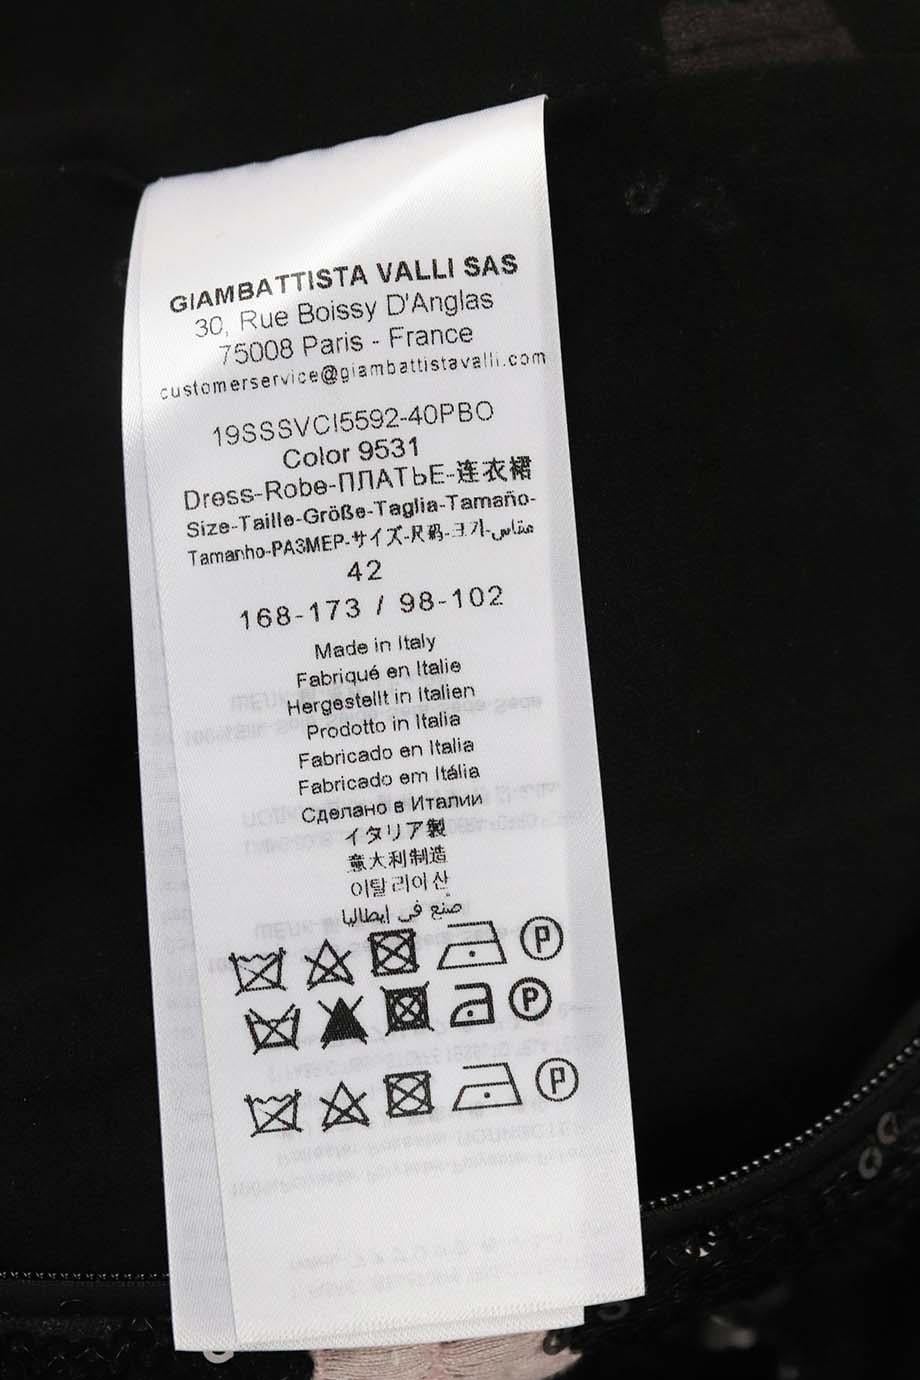 GIAMBATTISTA VALLI SAS
30, Rue Boissy D'Anglas
75008 Paris - France
customerservice@giambattistavalli.com
19SSSVCI5592-40PBO
Color 9531
Dress-Robe-ПЛАТЬЕ-连衣裙
Size-Taille-Größe-Taglia-Tamaño-
Tamanho-РАЗМЕР-サイズ-尺码-크기-مقاس
42
168-173 / 98-102
Made in Italy
Fabriqué en Italie
Hergestellt in Italien
Prodotto in Italia
Fabricado en Italia
Fabricado em Itália
Сделано в Италии
イタリア製
意大利制造
이탈리아산
صنع في إيطاليا
P
P
P